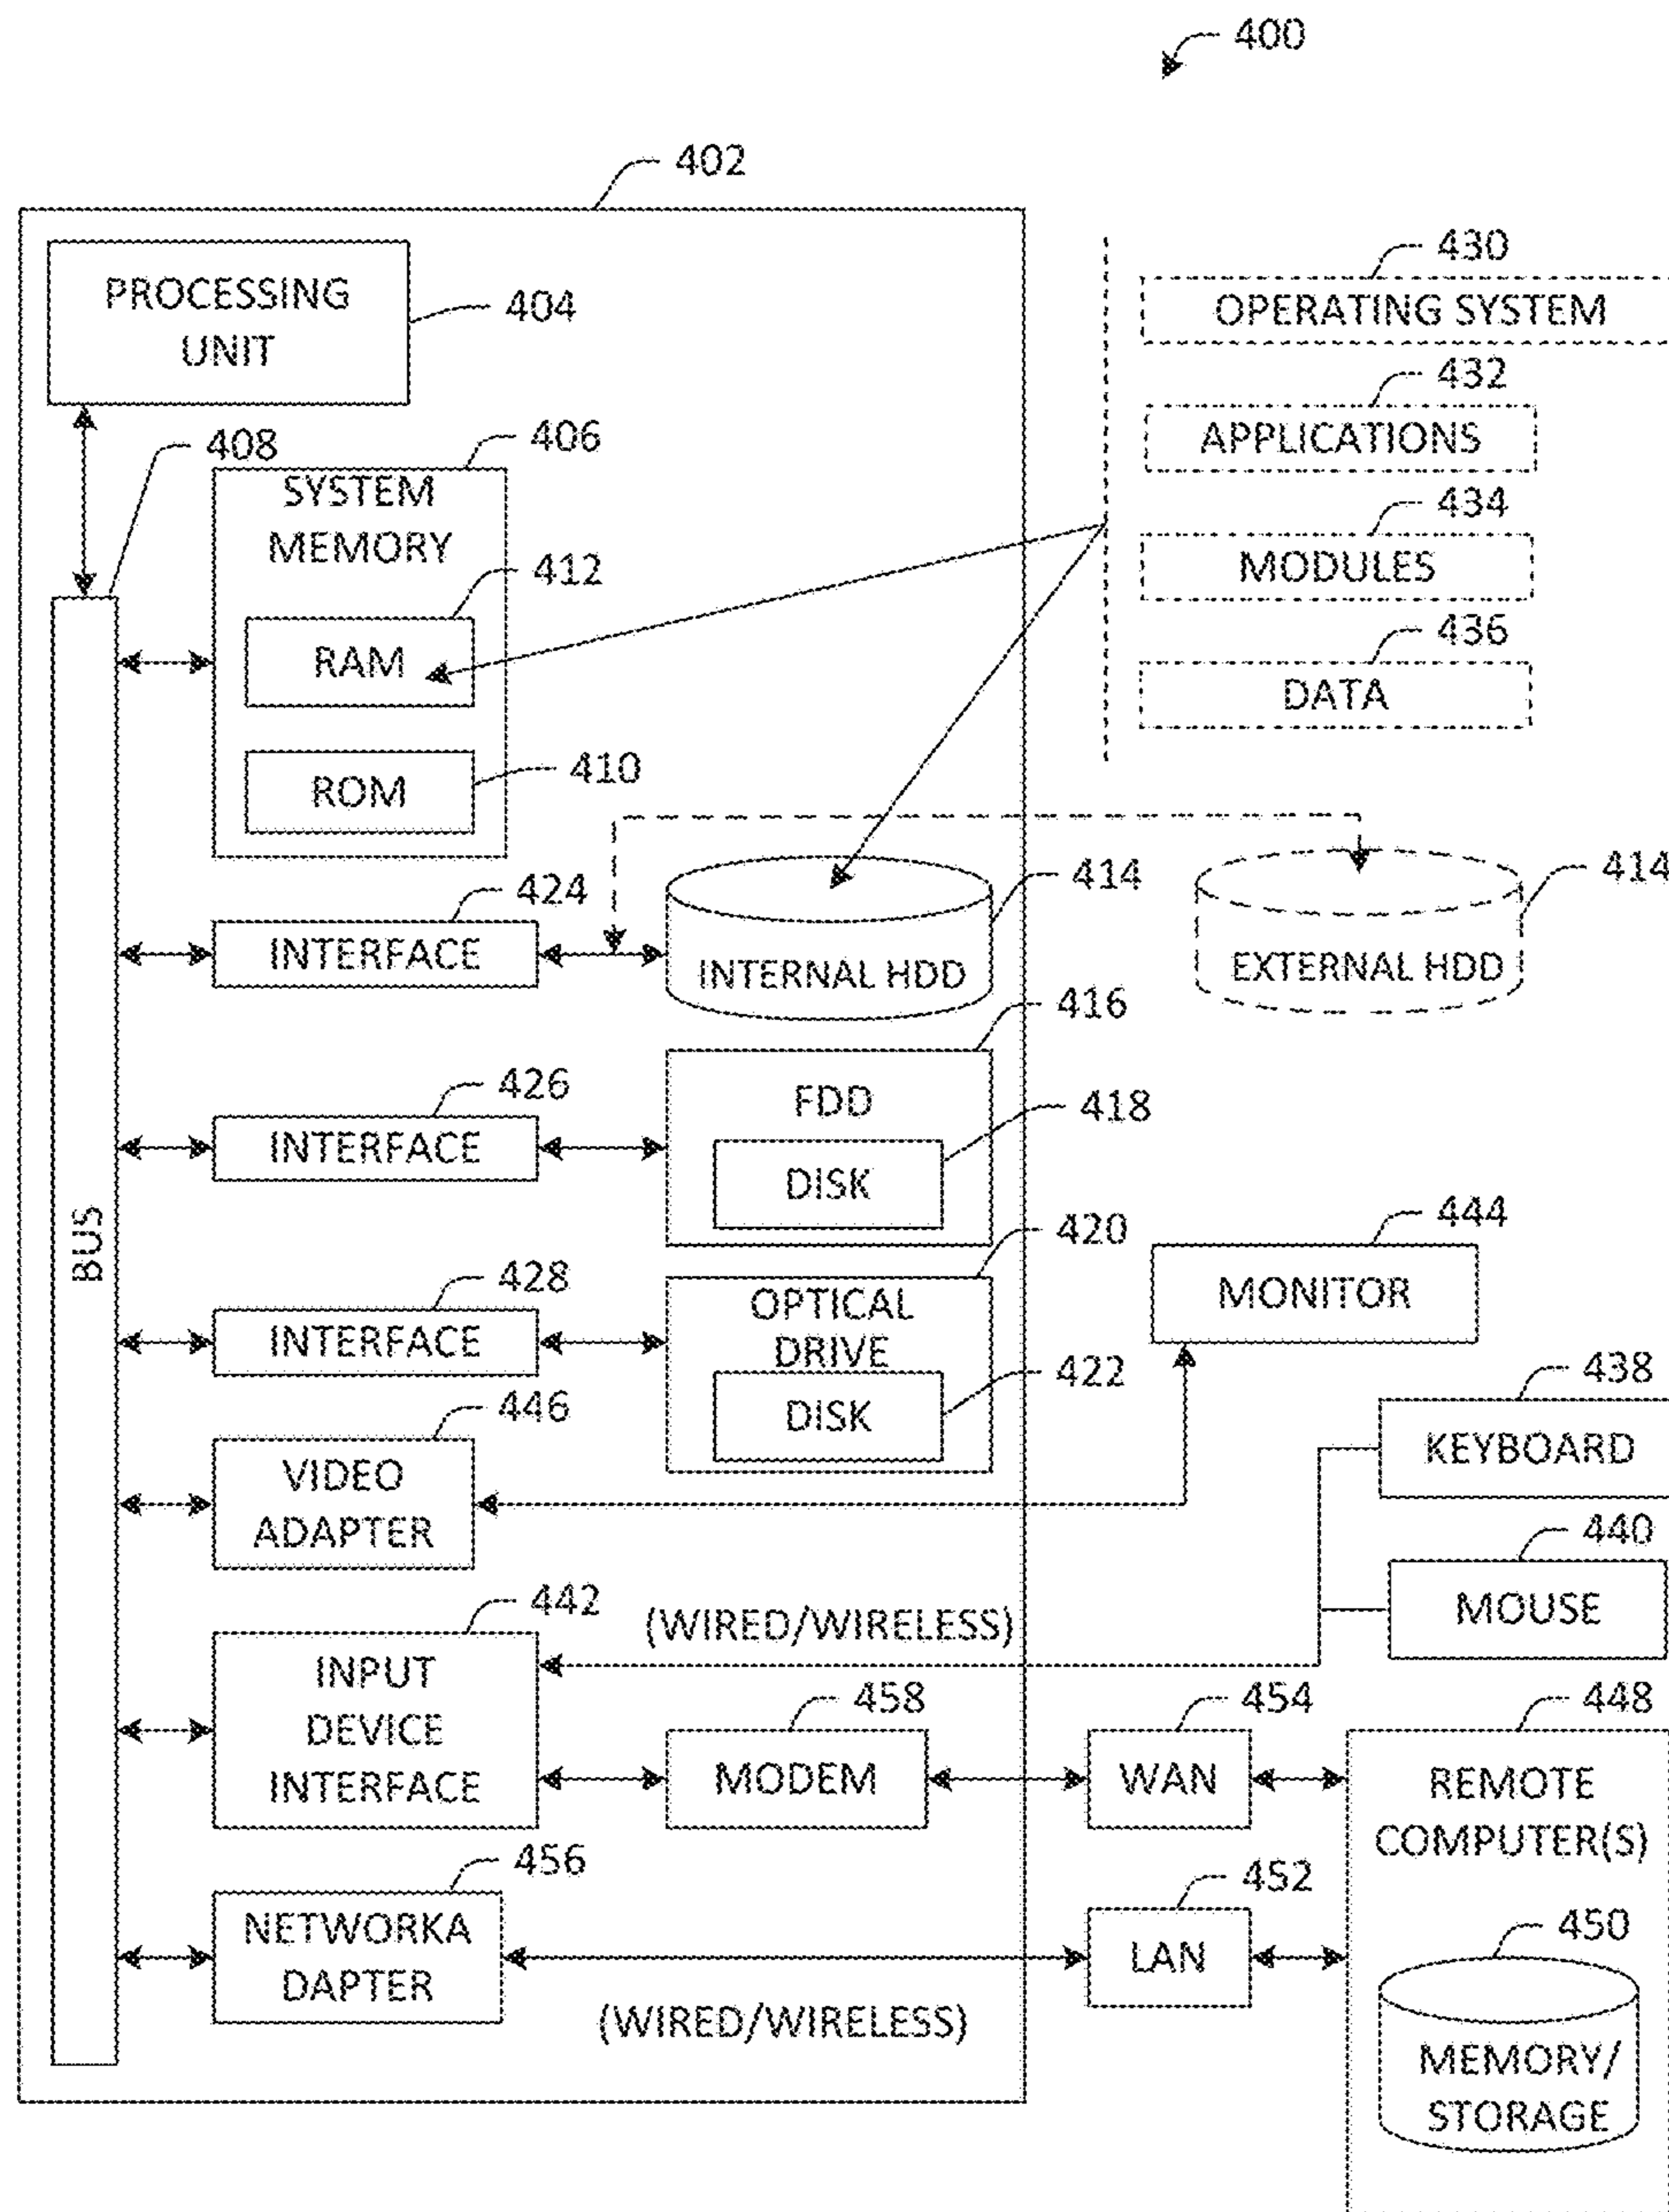 400
402
PROCESSING
UNIT
404
430
OPERATING SYSTEM
432
APPLICATIONS
434
MODULES
436
DATA
408
406
SYSTEM
MEMORY
412
RAM
410
ROM
BUS
424
INTERFACE
414
INTERNAL HDD
414
EXTERNAL HDD
426
INTERFACE
416
FDD
418
DISK
428
INTERFACE
420
OPTICAL
DRIVE
422
DISK
444
MONITOR
446
VIDEO
ADAPTER
438
KEYBOARD
440
MOUSE
442
INPUT
DEVICE
INTERFACE
(WIRED/WIRELESS)
458
MODEM
454
WAN
448
REMOTE
COMPUTER(S)
456
NETWORKA
DAPTER
(WIRED/WIRELESS)
452
LAN
450
MEMORY/
STORAGE